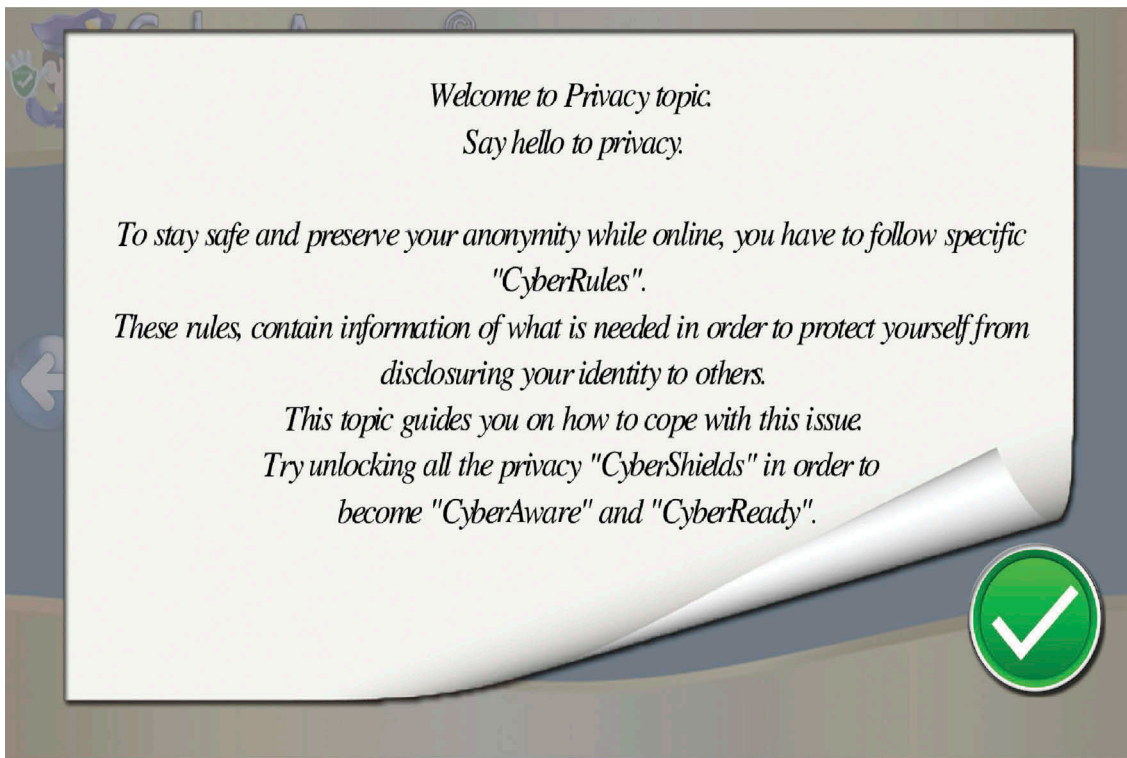 Welcome to Privacy topic.
Say hello to privacy.
To stay safe and preserve your anonymity while online, you have to follow specific
"CyberRules".
These rules, contain information of what is needed in order to protect yourself from
disclosuring your identity to others.
This topic guides you on how to cope with this issue.
Try unlocking all the privacy "CyberShields" in order to
become "CyberAware" and "CyberReady".